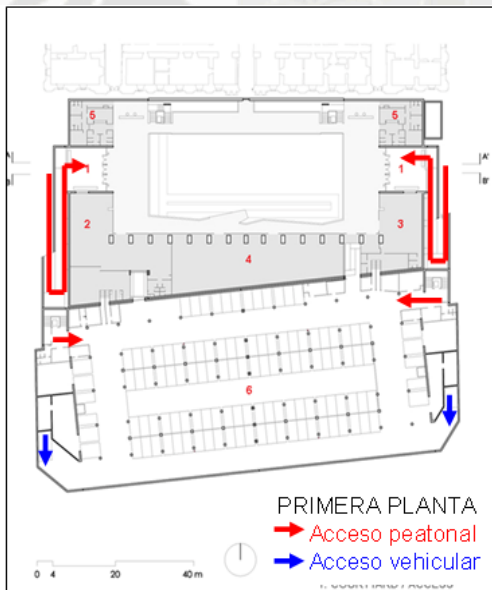 5 5
A A'
1 1
B B'
2 3
4
6
PRIMERA PLANTA
Acceso peatonal
Acceso vehicular
0 4 20 40 m